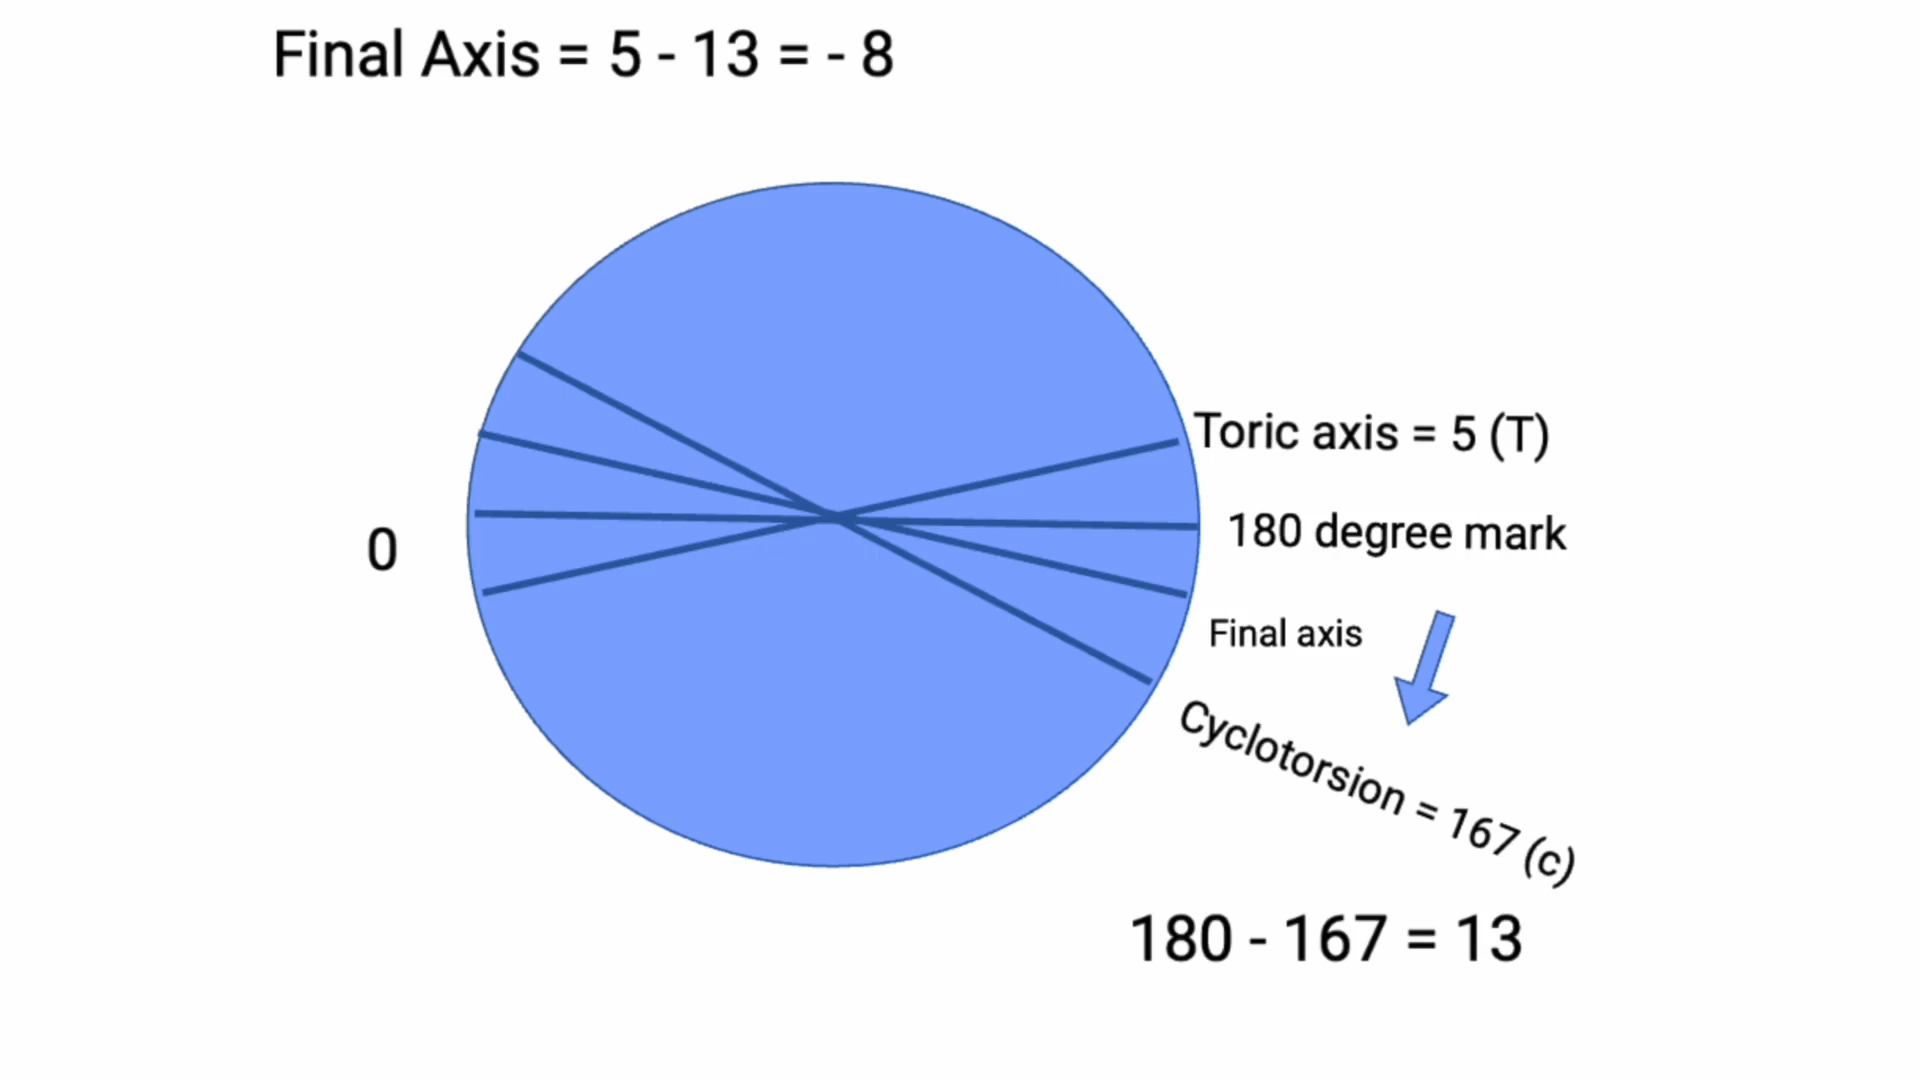 Final Axis = 5 - 13 = - 8
Toric axis = 5 (T)
180 degree mark
0
Final axis
Cyclotorsion = 167 (c)
180 - 167 = 13